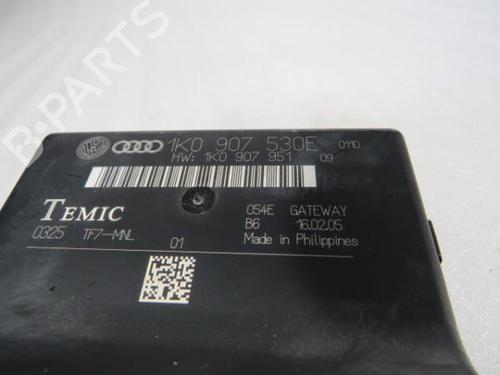 1K0 907 530E 0110
HW: 1K0 907 951 09
TEMIC
054E GATEWAY
B6 16.02.05
0325 TF7-MNL
01
Made in Philippines
B-PARTS